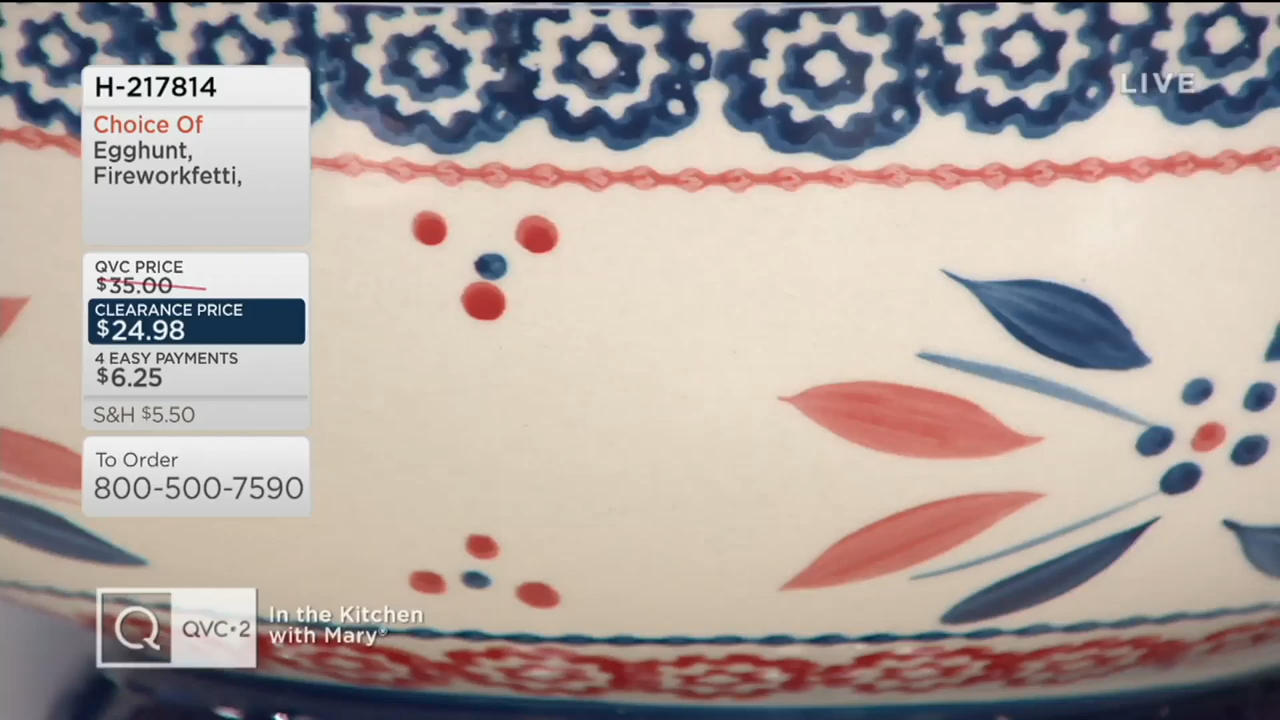 H-217814
Choice Of
Egghunt,
Fireworkfetti,
QVC PRICE
$35.00
CLEARANCE PRICE
$24.98
4 EASY PAYMENTS
$6.25
S&H $5.50
To Order
800-500-7590
LIVE
Q QVC•2
In the Kitchen
with Mary®